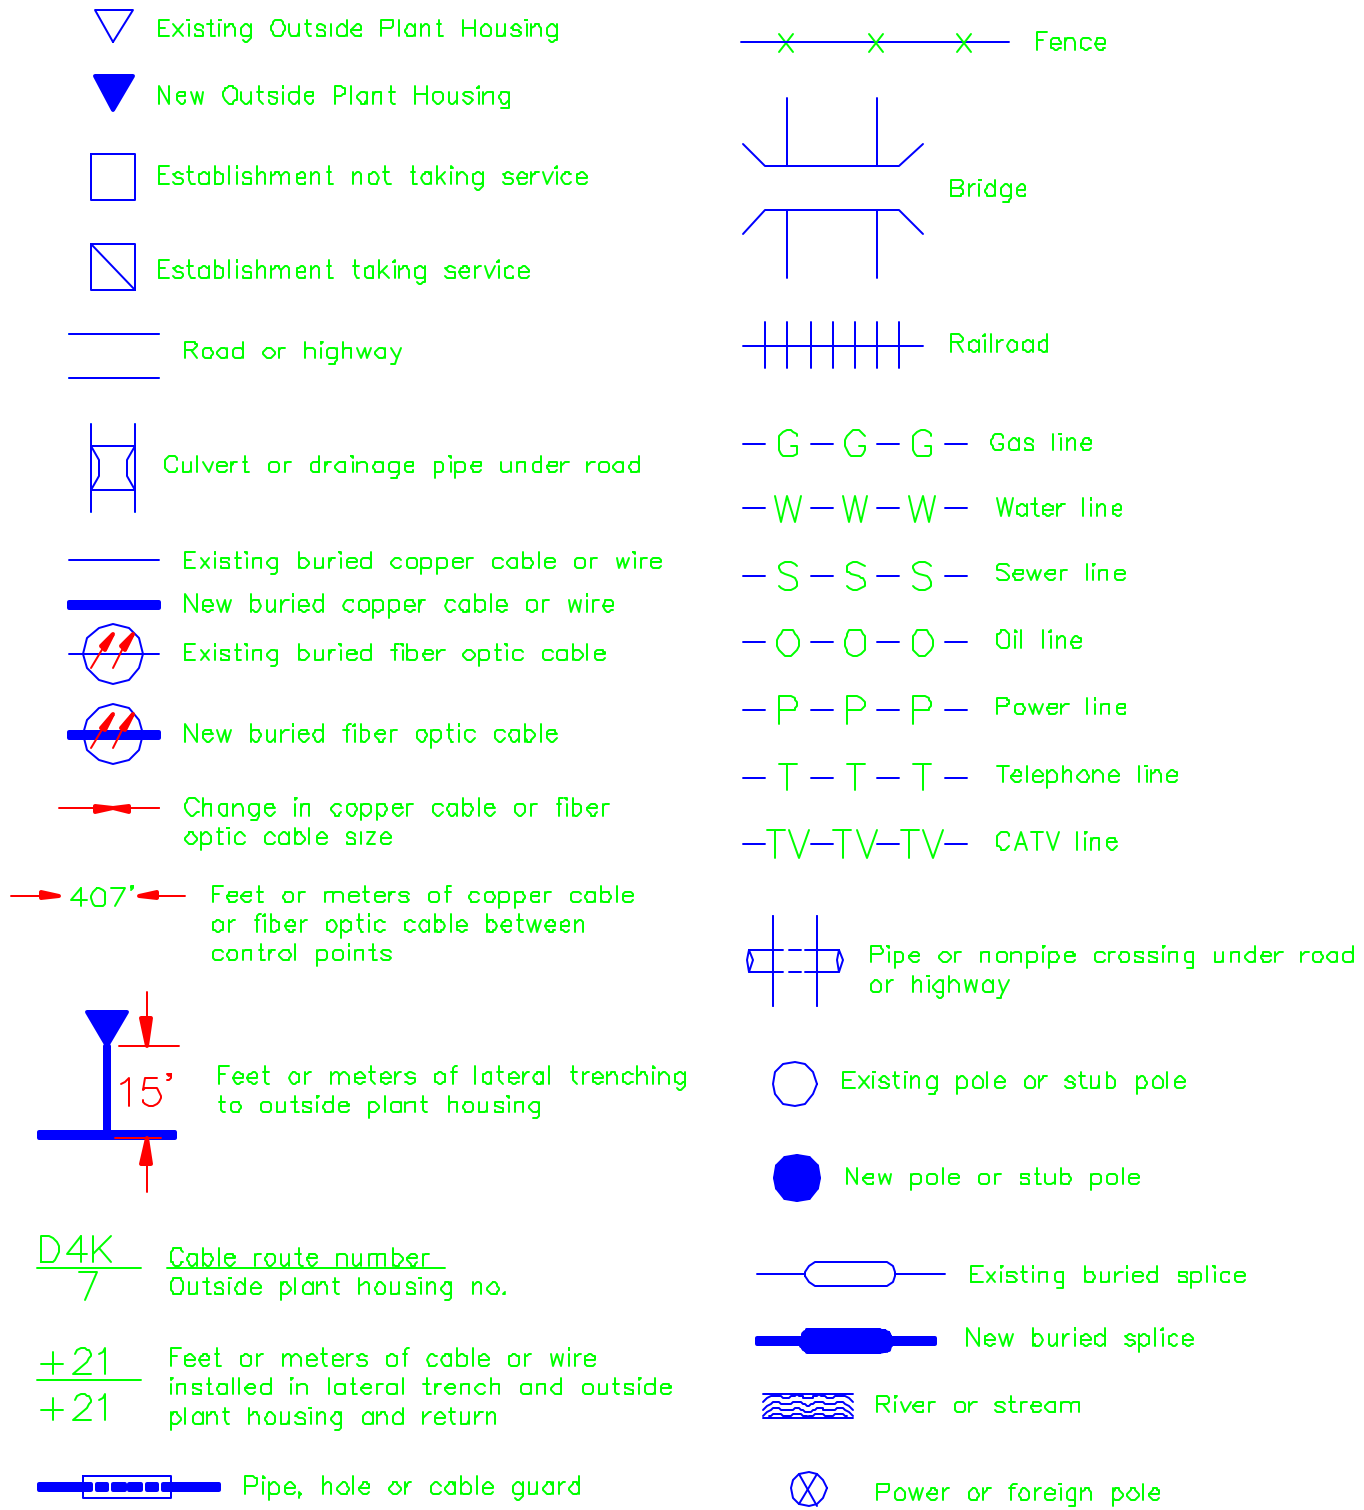 Existing Outside Plant Housing
New Outside Plant Housing
Establishment not taking service
Establishment taking service
Road or highway
Culvert or drainage pipe under road
Existing buried copper cable or wire
New buried copper cable or wire
Existing buried fiber optic cable
New buried fiber optic cable
Change in copper cable or fiber
optic cable size
407' Feet or meters of copper cable
or fiber optic cable between
control points
15' Feet or meters of lateral trenching
to outside plant housing
D4K Cable route number
7 Outside plant housing no.
+21 Feet or meters of cable or wire
installed in lateral trench and outside
+21 plant housing and return
Pipe, hole or cable guard
Fence
Bridge
Railroad
G G G Gas line
W W W Water line
S S S Sewer line
O O O Oil line
P P P Power line
T T T Telephone line
TV TV TV CATV line
Pipe or nonpipe crossing under road
or highway
Existing pole or stub pole
New pole or stub pole
Existing buried splice
New buried splice
River or stream
Power or foreign pole